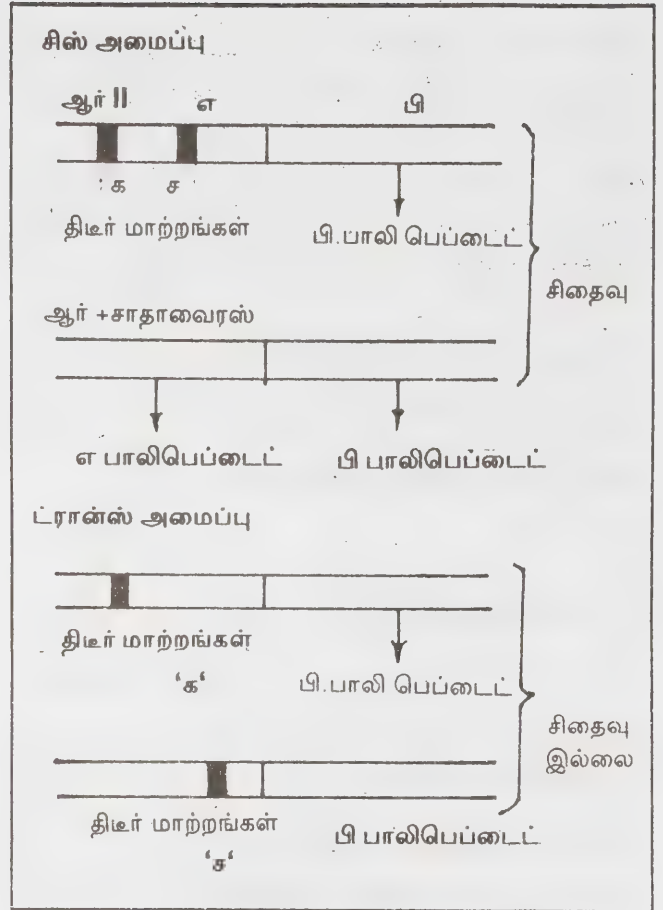 சிஸ் அமைப்பு
ஆர் II எ பி
க ச
திடீர் மாற்றங்கள் பி.பாலி பெப்டைட்
சிதைவு
ஆர் +சாதாவைரஸ்
எ பாலிபெப்டைட் பி பாலிபெப்டைட்
ட்ரான்ஸ் அமைப்பு
திடீர் மாற்றங்கள்
‘க‘ பி.பாலி பெப்டைட்
சிதைவு
இல்லை
திடீர் மாற்றங்கள் பி பாலிபெப்டைட்
‘ச‘